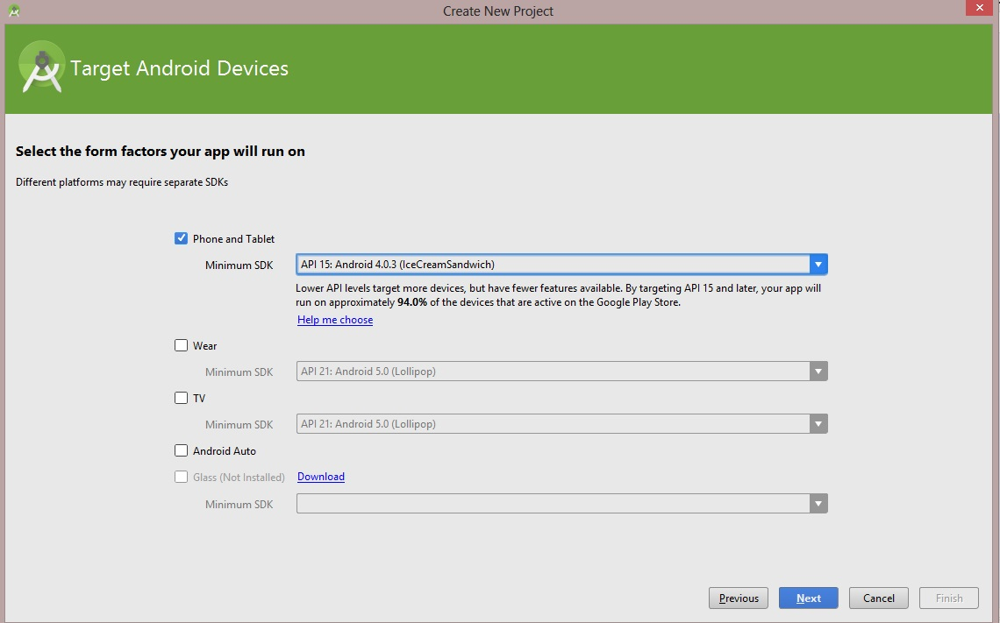 Create New Project
Target Android Devices
Select the form factors your app will run on
Different platforms may require separate SDKs
Phone and Tablet
Minimum SDK API 15: Android 4.0.3 (IceCreamSandwich)
Lower API levels target more devices, but have fewer features available. By targeting API 15 and later, your app will
run on approximately 94.0% of the devices that are active on the Google Play Store.
Help me choose
Wear
Minimum SDK API 21: Android 5.0 (Lollipop)
TV
Minimum SDK API 21: Android 5.0 (Lollipop)
Android Auto
Glass (Not Installed) Download
Minimum SDK
Previous Next Cancel Finish